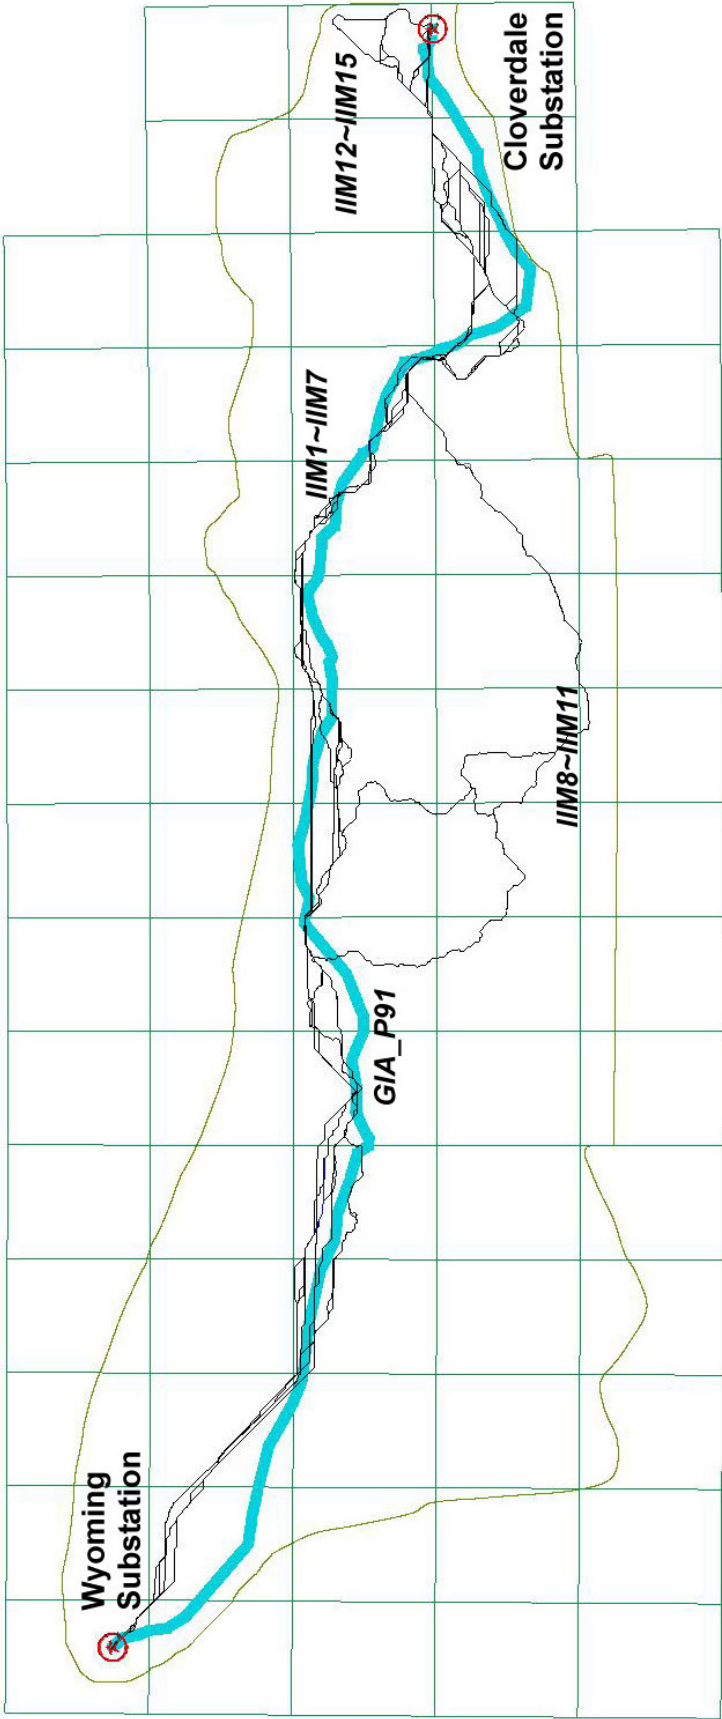 Wyoming
Substation
GIA_P91
IIM8~IIM11
IIM1~IIM7
IIM12~IIM15
Cloverdale
Substation